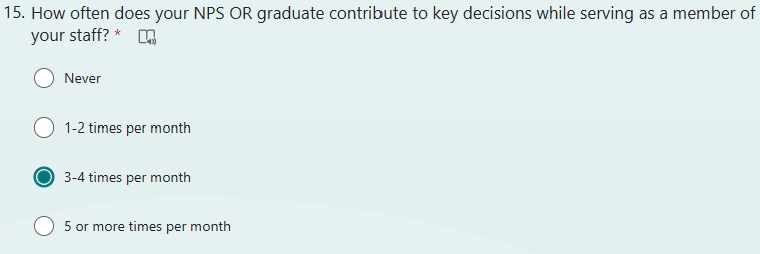 15. How often does your NPS OR graduate contribute to key decisions while serving as a member of
your staff? *
Never
1-2 times per month
3-4 times per month
5 or more times per month